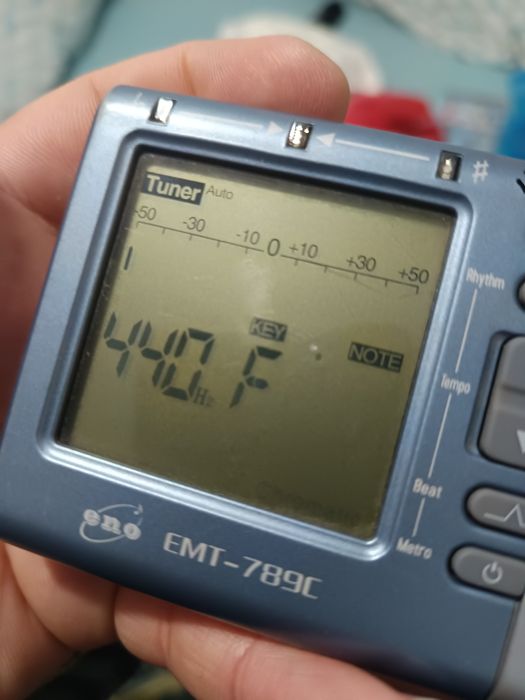 #
Tuner Auto
-50 -30 -10 0 +10 +30 +50
Rhythm
KEY
NOTE
440Hz F
Tempo
Chromatic
Beat
Metro
eno EMT-789C